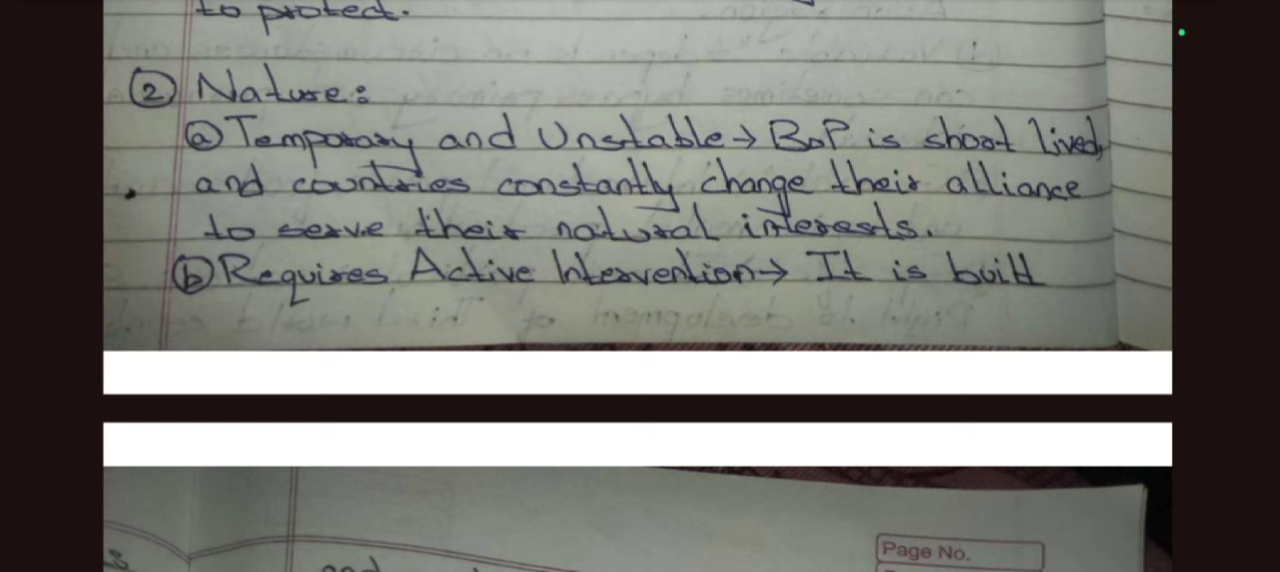 to protect.
② Nature:
ⓐ Temporary and Unstable → BoP is short lived,
and countries constantly change their alliance
to serve their natural interests.
ⓑ Requires Active Intervention → It is built
Page No.
and